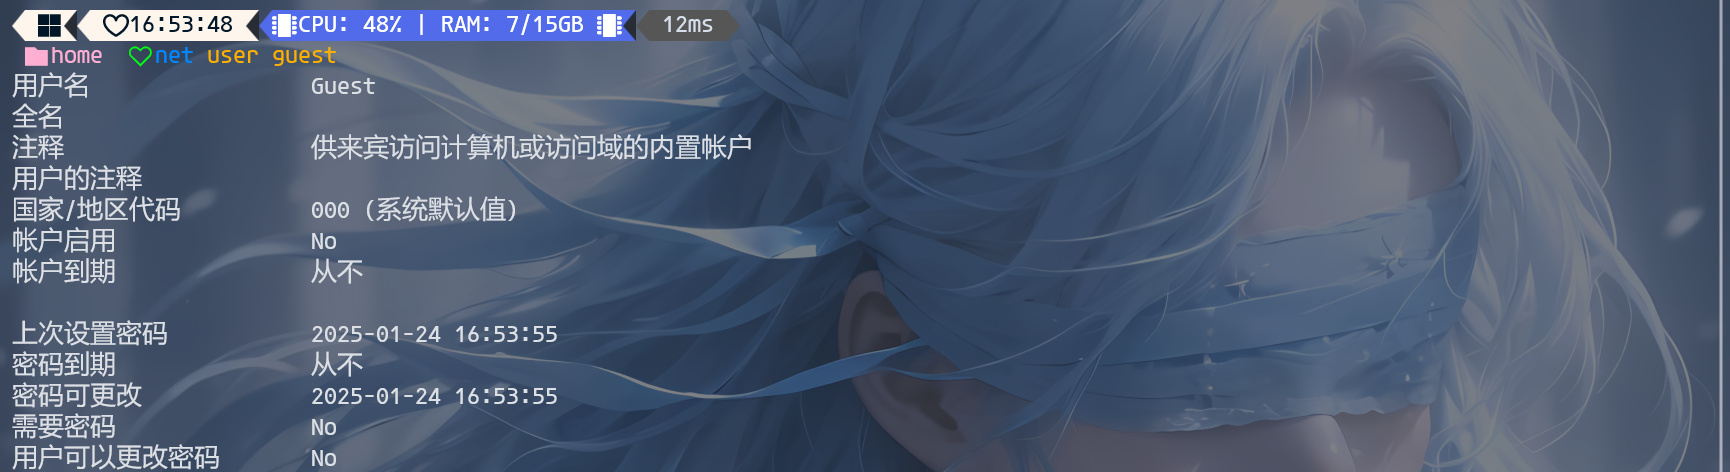 16:53:48 CPU: 48% | RAM: 7/15GB 12ms
home net user guest
用户名 Guest
全名
注释 供来宾访问计算机或访问域的内置帐户
用户的注释
国家/地区代码 000 (系统默认值)
帐户启用 No
帐户到期 从不
上次设置密码 2025-01-24 16:53:55
密码到期 从不
密码可更改 2025-01-24 16:53:55
需要密码 No
用户可以更改密码 No